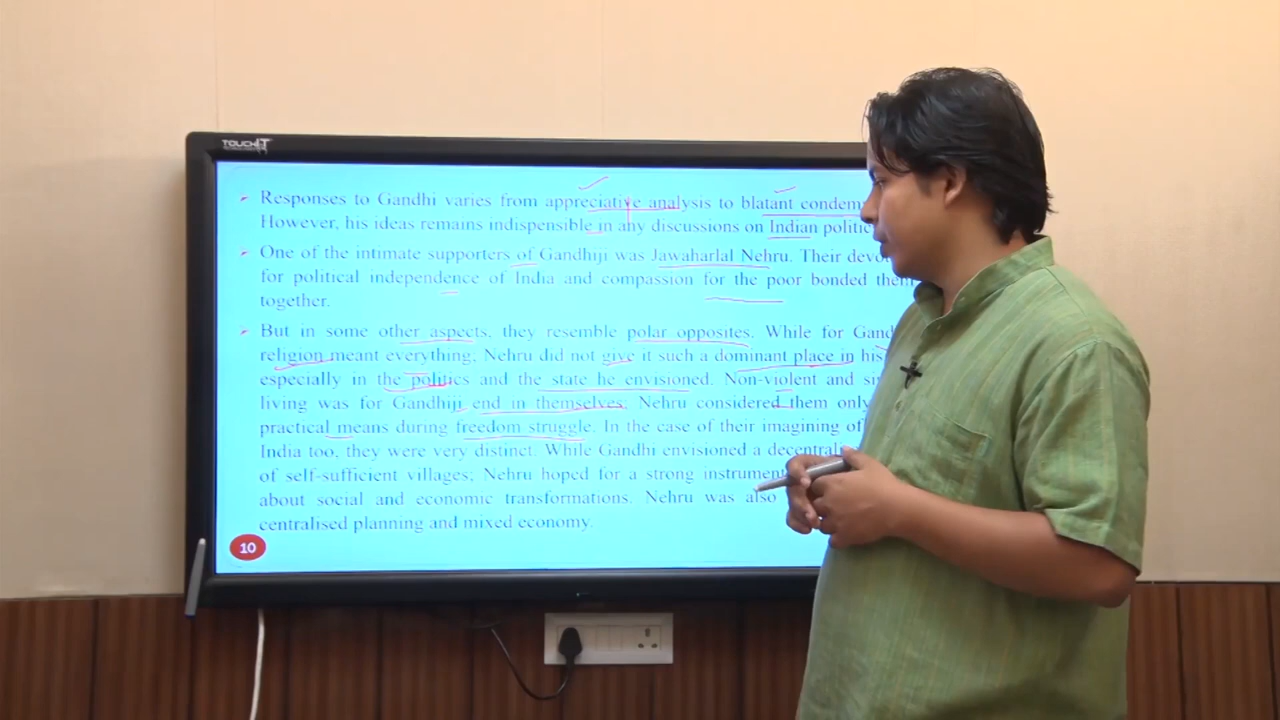 TOUCHIT
Responses to Gandhi varies from appreciative analysis to blatant
However, his ideas remains indispensible in any discussions on Indian
One of the intimate supporters of Gandhiji was Jawaharlal Nehru. Their
for political independence of India and compassion for the poor bonded them
together.
But in some other aspects, they resemble polar opposites. While for
religion meant everything, Nehru did not give it such a dominant place in his
especially in the politics and the state he envisioned. Non-violent and
living was for Gandhiji end in themselves; Nehru considered them only
practical means during freedom struggle. In the case of their imagining of
India too, they were very distinct. While Gandhi envisioned a
of self-sufficient villages; Nehru hoped for a strong
about social and economic transformations. Nehru was also
centralised planning and mixed economy.
10